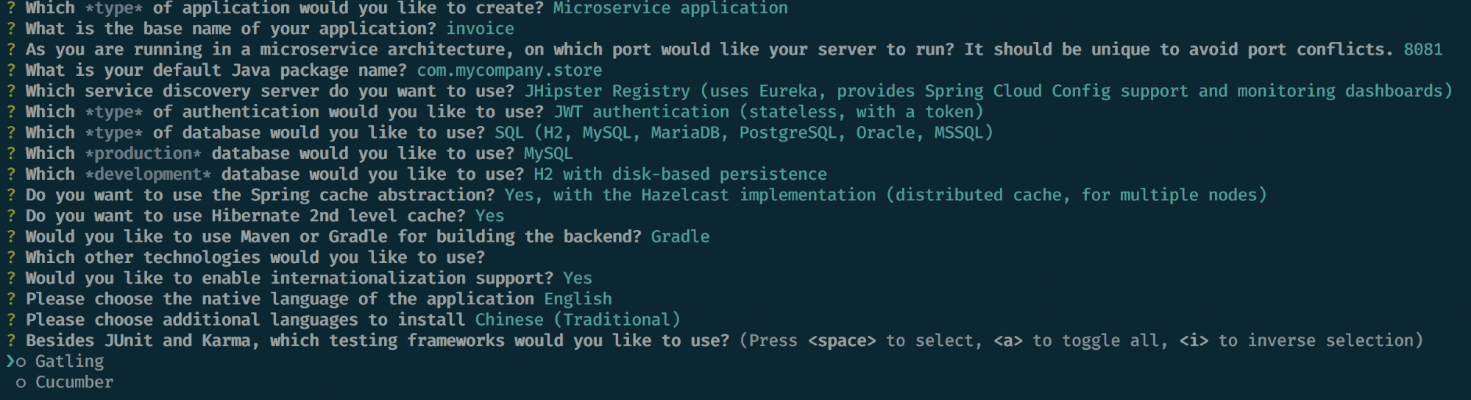 ? Which *type* of application would you like to create? Microservice application
? What is the base name of your application? invoice
? As you are running in a microservice architecture, on which port would like your server to run? It should be unique to avoid port conflicts. 8081
? What is your default Java package name? com.mycompany.store
? Which service discovery server do you want to use? JHipster Registry (uses Eureka, provides Spring Cloud Config support and monitoring dashboards)
? Which *type* of authentication would you like to use? JWT authentication (stateless, with a token)
? Which *type* of database would you like to use? SQL (H2, MySQL, MariaDB, PostgreSQL, Oracle, MSSQL)
? Which *production* database would you like to use? MySQL
? Which *development* database would you like to use? H2 with disk-based persistence
? Do you want to use the Spring cache abstraction? Yes, with the Hazelcast implementation (distributed cache, for multiple nodes)
? Do you want to use Hibernate 2nd level cache? Yes
? Would you like to use Maven or Gradle for building the backend? Gradle
? Which other technologies would you like to use?
? Would you like to enable internationalization support? Yes
? Please choose the native language of the application English
? Please choose additional languages to install Chinese (Traditional)
? Besides JUnit and Karma, which testing frameworks would you like to use? (Press <space> to select, <a> to toggle all, <i> to inverse selection)
❯○ Gatling
○ Cucumber